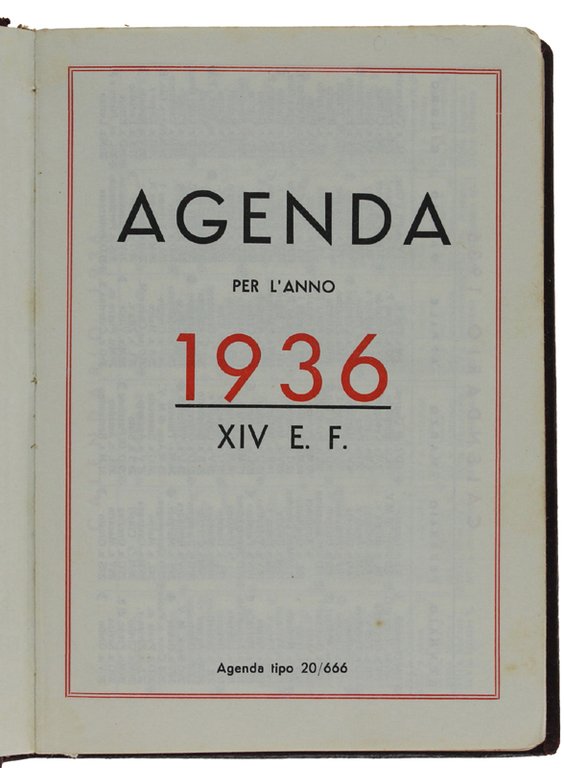 AGENDA
PER L'ANNO
1936
XIV E. F.
Agenda tipo 20/666